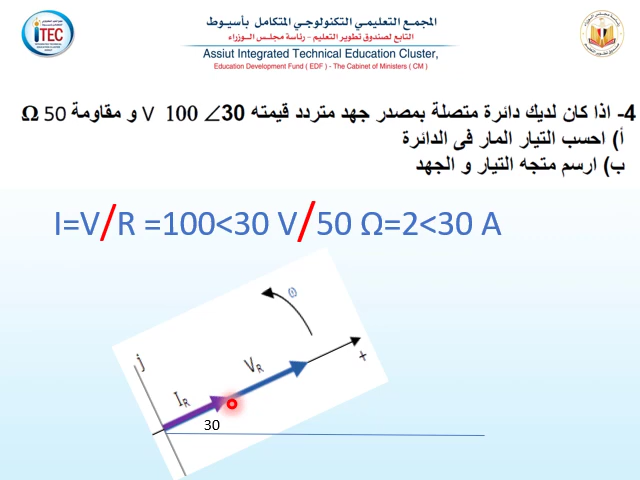 المجمع التعليمي التكنولوجي المتكامل بأسيوط
التابع لصندوق تطوير التعليم - رئاسة مجلس الوزراء
Assiut Integrated Technical Education Cluster,
Education Development Fund ( EDF ) - The Cabinet of Ministers ( CM )
iTEC
4- اذا كان لديك دائرة متصلة بمصدر جهد متردد قيمته 30∠ 100 V و مقاومة 50 Ω
أ) احسب التيار المار فى الدائرة
ب) ارسم متجه التيار و الجهد
I=V/R =100<30 V/50 Ω=2<30 A
j
ω
V_R
+
I_R
30